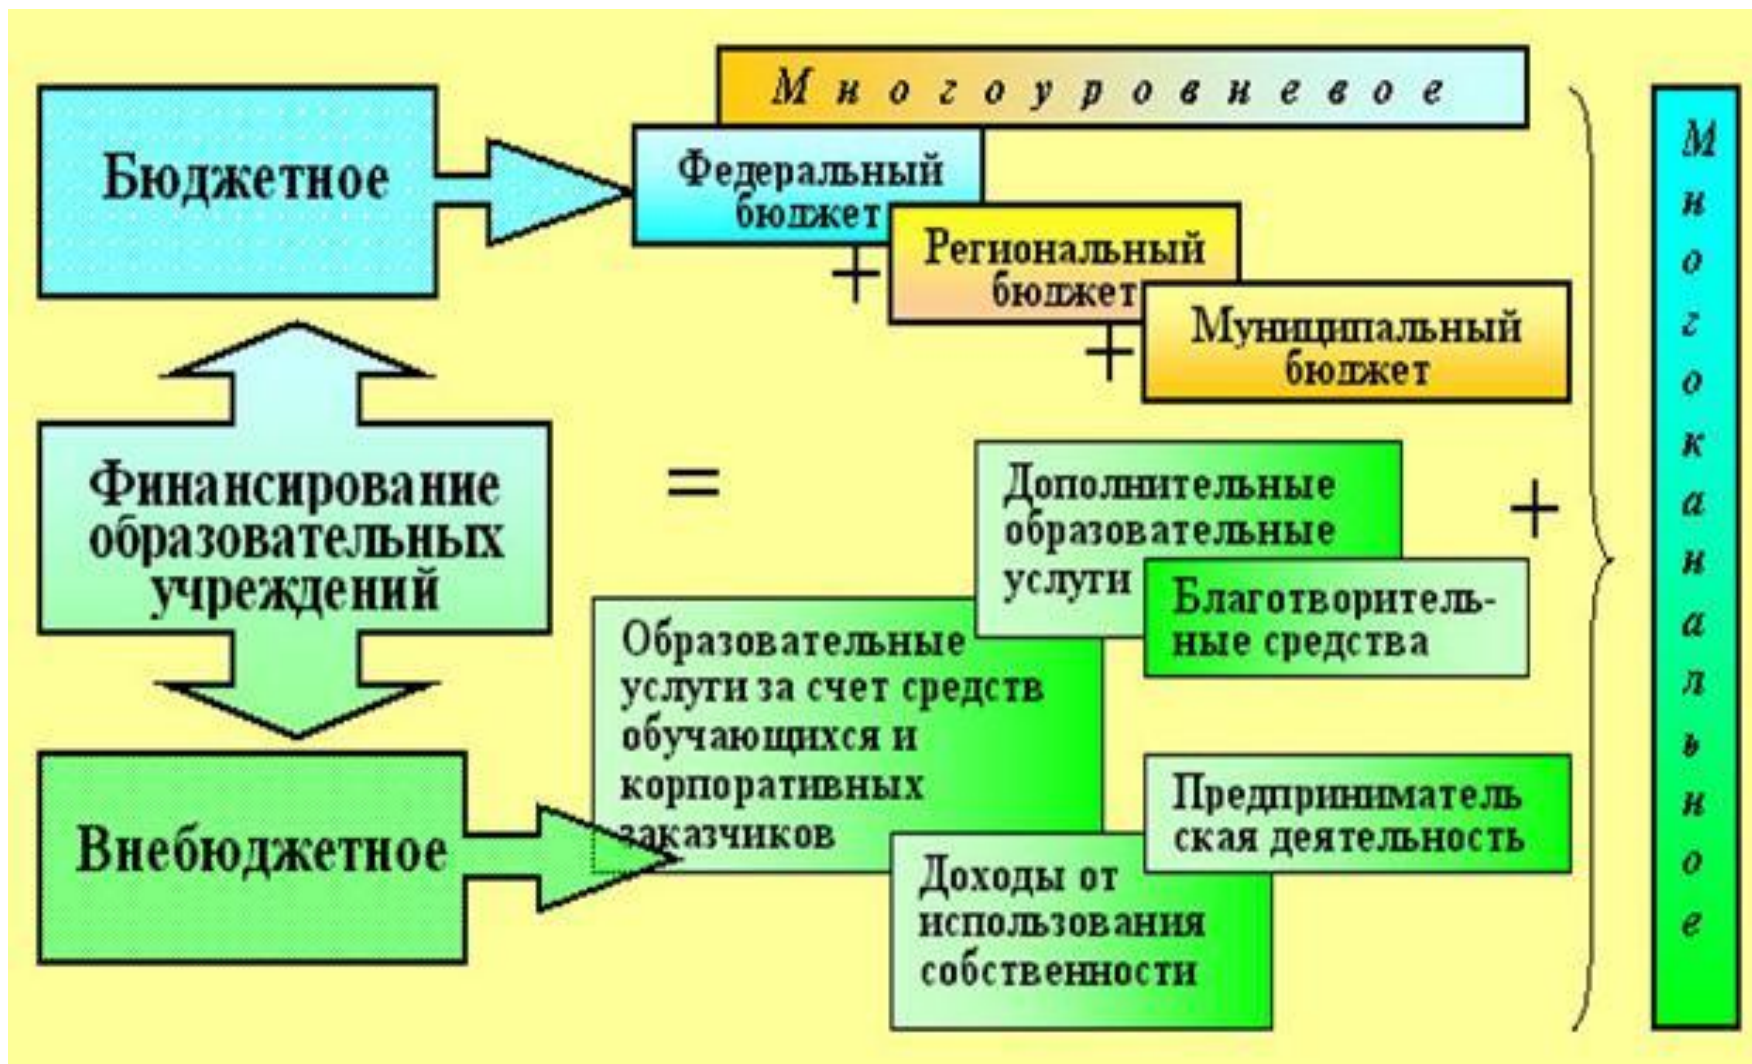 Многоуровневое
Бюджетное
Федеральный
бюджет
+
Региональный
бюджет
+
Муниципальный
бюджет
Финансирование
образовательных
учреждений
=
Дополнительные
образовательные
услуги
+
Благотворитель-
ные средства
Образовательные
услуги за счет средств
обучающихся и
корпоративных
заказчиков
Внебюджетное
Предприниматель
ская деятельность
Доходы от
использования
собственности
Многоканальное